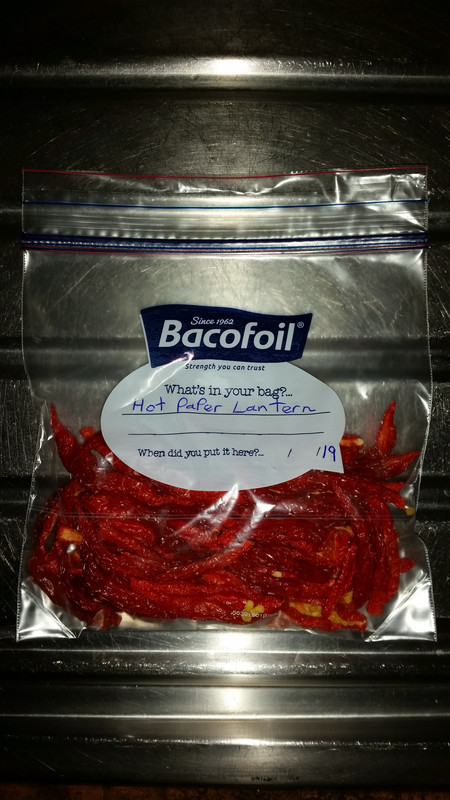 Since 1962
Bacofoil®
Strength you can trust
What's in your bag?...
Hot Paper Lantern
When did you put it here?... / /19